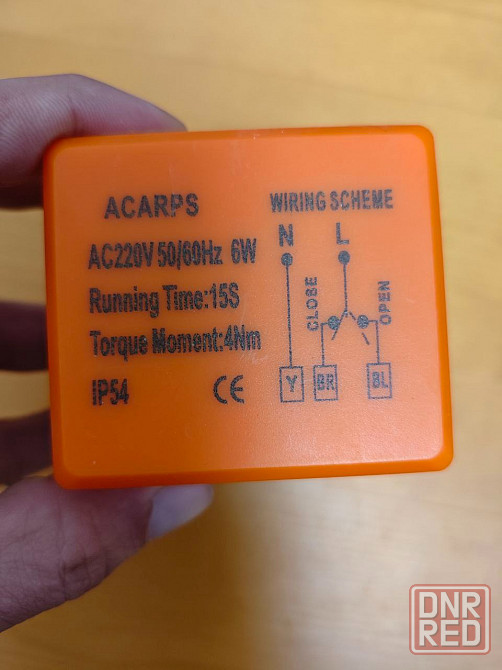 ACARPS
AC220V 50/60Hz 6W
Running Time:15S
Torque Moment:4Nm
IP54
CE
WIRING SCHEME
N L
CLOBE
OPEN
Y BR BL
DNR
RED